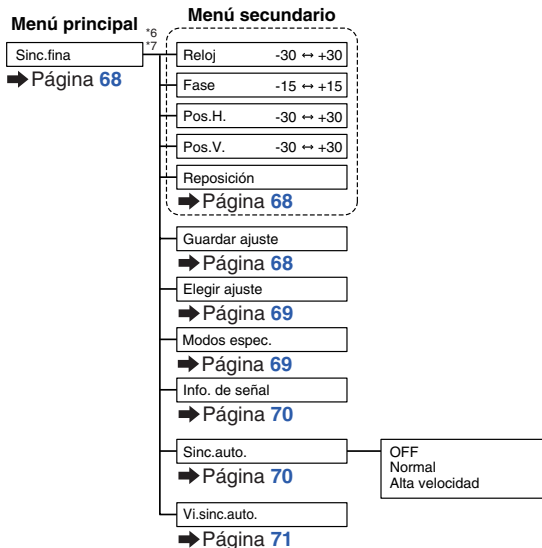 Menú principal
Menú secundario
*6
*7
Sinc.fina
➡Página 68
Reloj -30 ↔ +30
Fase -15 ↔ +15
Pos.H. -30 ↔ +30
Pos.V. -30 ↔ +30
Reposición
➡Página 68
Guardar ajuste
➡Página 68
Elegir ajuste
➡Página 69
Modos espec.
➡Página 69
Info. de señal
➡Página 70
Sinc.auto.
➡Página 70
OFF
Normal
Alta velocidad
Vi.sinc.auto.
➡Página 71